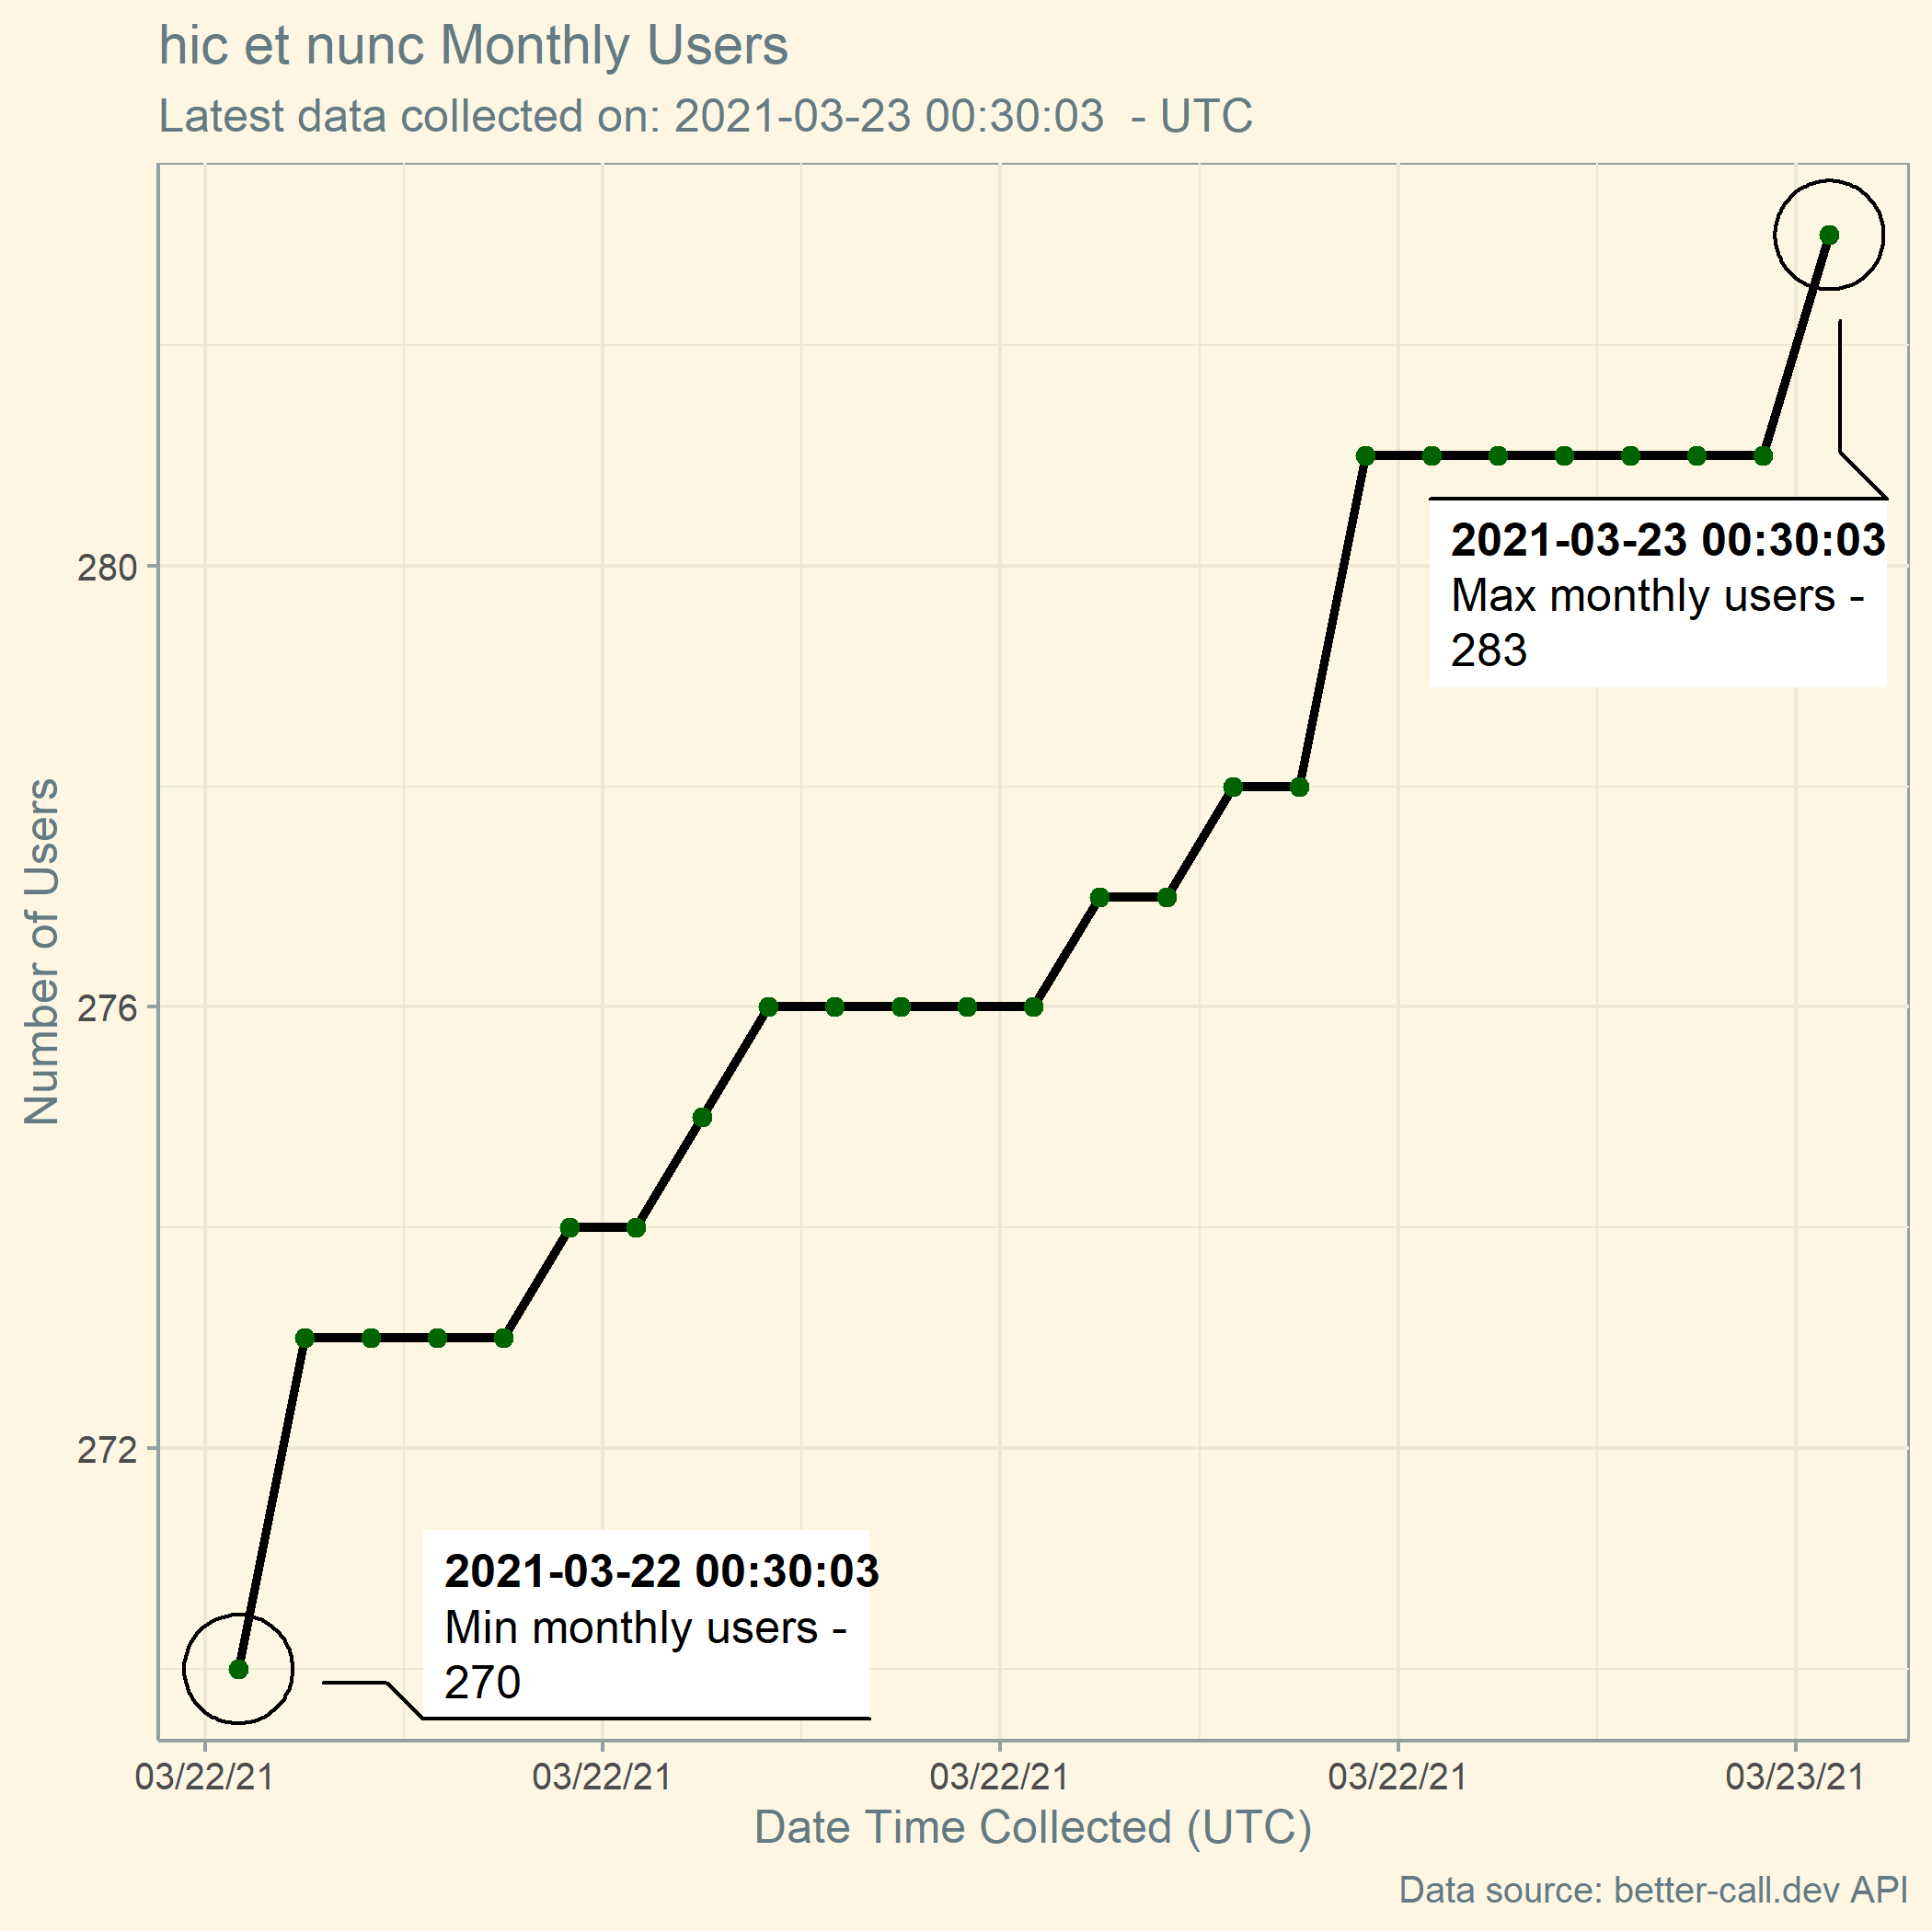 hic et nunc Monthly Users
Latest data collected on: 2021-03-23 00:30:03  - UTC
2021-03-23 00:30:03
Max monthly users -
283
2021-03-22 00:30:03
Min monthly users -
270
Number of Users
280
276
272
03/22/21 03/22/21 03/22/21 03/22/21 03/23/21
Date Time Collected (UTC)
Data source: better-call.dev API